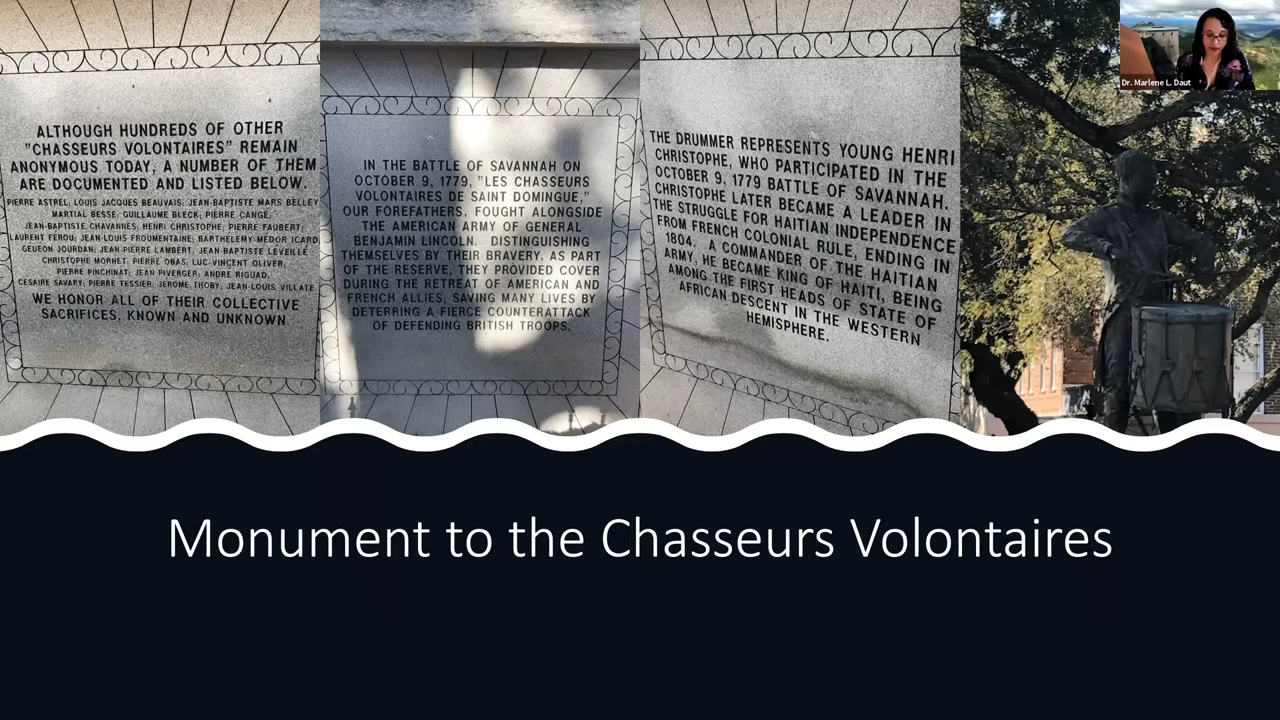 ALTHOUGH HUNDREDS OF OTHER
"CHASSEURS VOLONTAIRES" REMAIN
ANONYMOUS TODAY, A NUMBER OF THEM
ARE DOCUMENTED AND LISTED BELOW.
PIERRE ASTREL; LOUIS JACQUES BEAUVAIS; JEAN-BAPTISTE MARS BELLEY
MARTIAL BESSE; GUILLAUME BLECK; PIERRE CANGE;
JEAN-BAPTISTE CHAVANNES; HENRI CHRISTOPHE; PIERRE FAUBERT;
LAURENT FEROU; JEAN-LOUIS FROUMENTAINE; BARTHELEMY-MEDOR ICARD
GEDEON JOURDAN; JEAN-PIERRE LAMBERT; JEAN-BAPTISTE LEVEILLE
CHRISTOPHE MORNET; PIERRE OBAS; LUC-VINCENT OLIVER;
PIERRE PINCHINAT; JEAN PIVERGER; ANDRE RIGUAD;
CESAIRE SAVARY; PIERRE TESSIER; JEROME THOBY; JEAN-LOUIS VILLATE
WE HONOR ALL OF THEIR COLLECTIVE
SACRIFICES, KNOWN AND UNKNOWN.
IN THE BATTLE OF SAVANNAH ON
OCTOBER 9, 1779, "LES CHASSEURS
VOLONTAIRES DE SAINT DOMINGUE,"
OUR FOREFATHERS, FOUGHT ALONGSIDE
THE AMERICAN ARMY OF GENERAL
BENJAMIN LINCOLN. DISTINGUISHING
THEMSELVES BY THEIR BRAVERY, AS PART
OF THE RESERVE, THEY PROVIDED COVER
DURING THE RETREAT OF AMERICAN AND
FRENCH ALLIES, SAVING MANY LIVES BY
DETERRING A FIERCE COUNTERATTACK
OF DEFENDING BRITISH TROOPS.
THE DRUMMER REPRESENTS YOUNG HENRI
CHRISTOPHE, WHO PARTICIPATED IN THE
OCTOBER 9, 1779 BATTLE OF SAVANNAH.
CHRISTOPHE LATER BECAME A LEADER IN
THE STRUGGLE FOR HAITIAN INDEPENDENCE
FROM FRENCH COLONIAL RULE, ENDING IN
1804. A COMMANDER OF THE HAITIAN
ARMY, HE BECAME KING OF HAITI, BEING
AMONG THE FIRST HEADS OF STATE OF
AFRICAN DESCENT IN THE WESTERN
HEMISPHERE.
Dr. Marlene L. Daut
Monument to the Chasseurs Volontaires